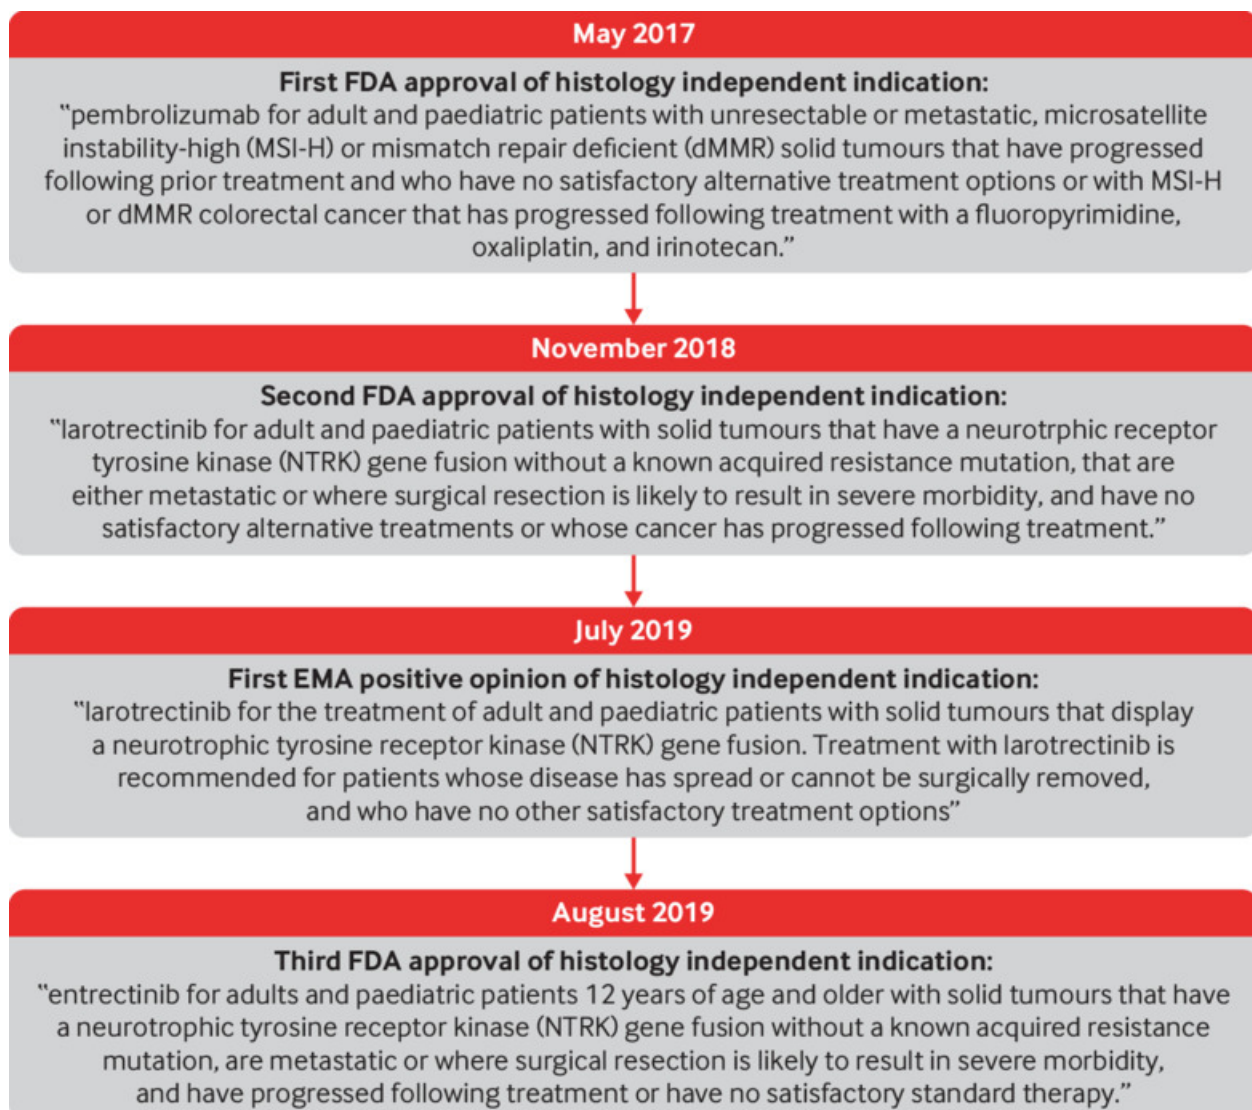 May 2017
First FDA approval of histology independent indication:
"pembrolizumab for adult and paediatric patients with unresectable or metastatic, microsatellite
instability-high (MSI-H) or mismatch repair deficient (dMMR) solid tumours that have progressed
following prior treatment and who have no satisfactory alternative treatment options or with MSI-H
or dMMR colorectal cancer that has progressed following treatment with a fluoropyrimidine,
oxaliplatin, and irinotecan."
November 2018
Second FDA approval of histology independent indication:
"larotrectinib for adult and paediatric patients with solid tumours that have a neurotrphic receptor
tyrosine kinase (NTRK) gene fusion without a known acquired resistance mutation, that are
either metastatic or where surgical resection is likely to result in severe morbidity, and have no
satisfactory alternative treatments or whose cancer has progressed following treatment."
July 2019
First EMA positive opinion of histology independent indication:
"larotrectinib for the treatment of adult and paediatric patients with solid tumours that display
a neurotrophic tyrosine receptor kinase (NTRK) gene fusion. Treatment with larotrectinib is
recommended for patients whose disease has spread or cannot be surgically removed,
and who have no other satisfactory treatment options"
August 2019
Third FDA approval of histology independent indication:
"entrectinib for adults and paediatric patients 12 years of age and older with solid tumours that have
a neurotrophic tyrosine receptor kinase (NTRK) gene fusion without a known acquired resistance
mutation, are metastatic or where surgical resection is likely to result in severe morbidity,
and have progressed following treatment or have no satisfactory standard therapy."